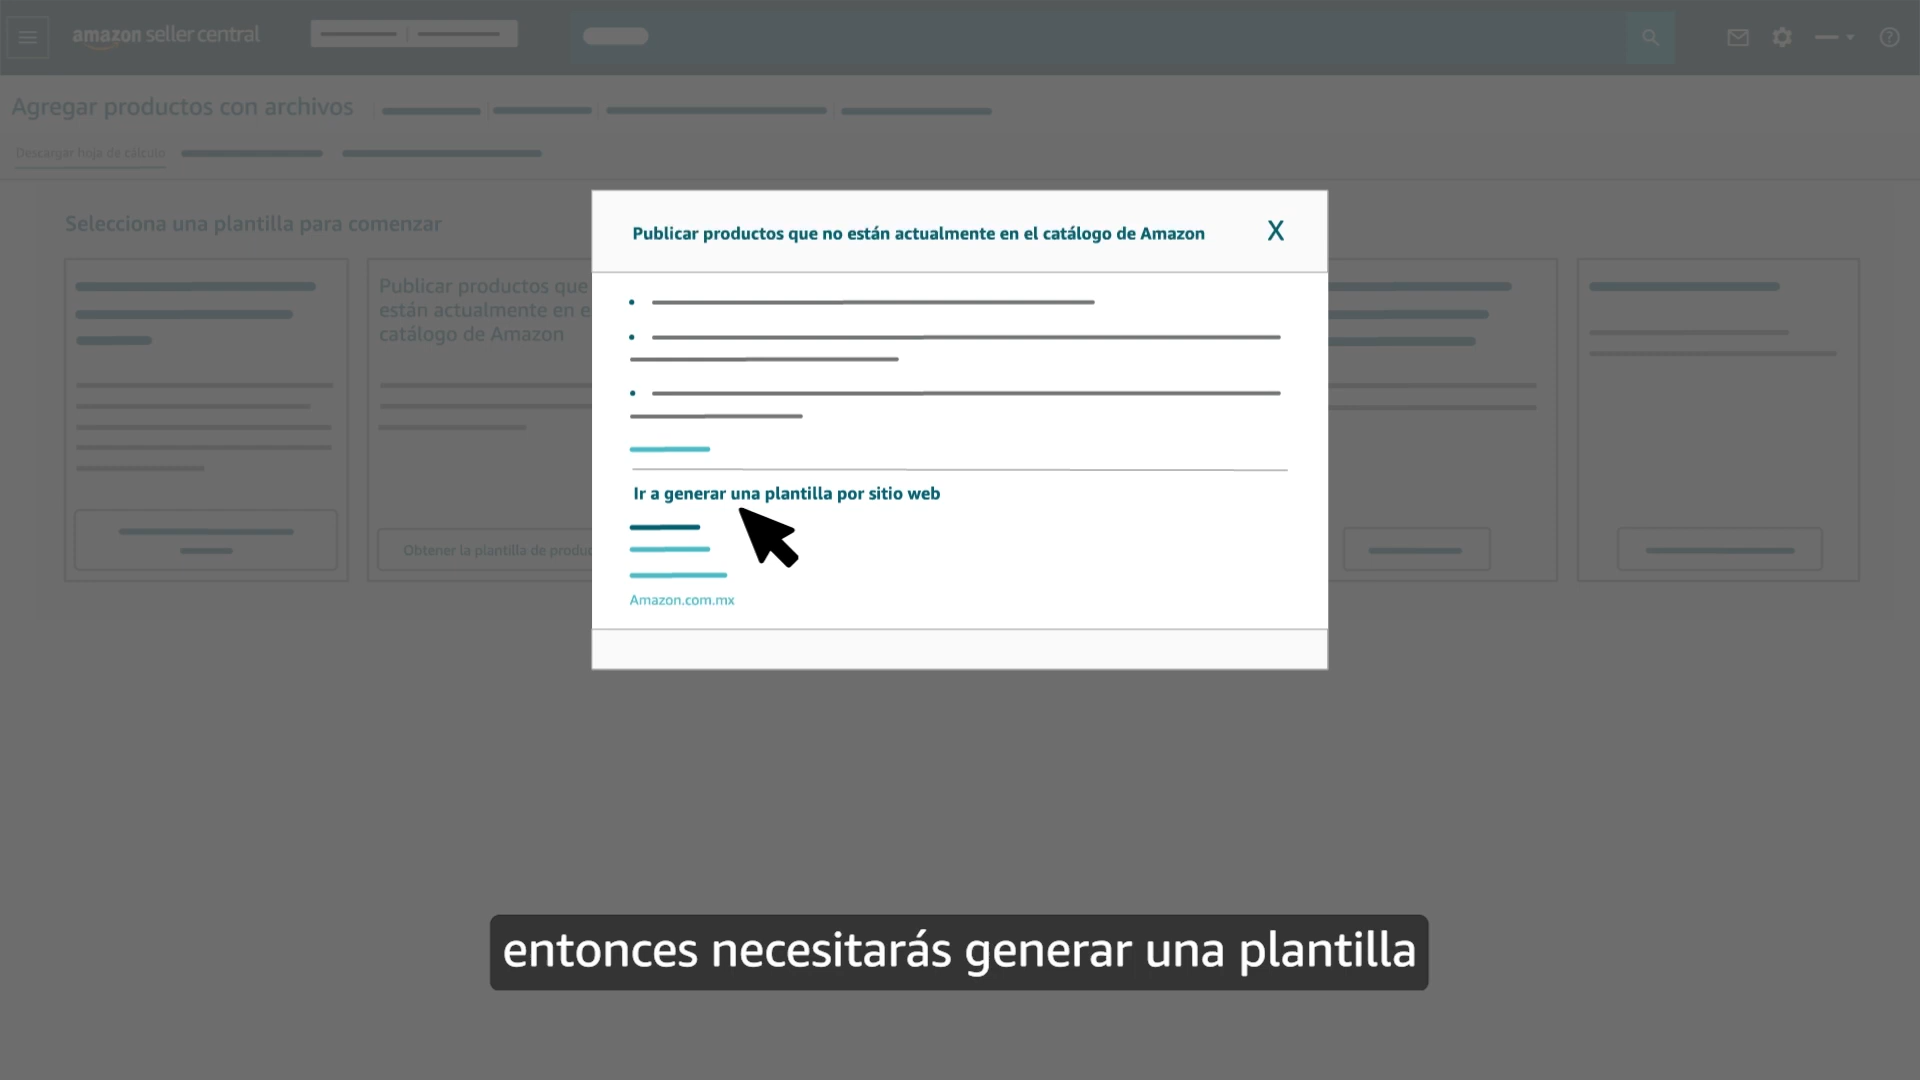 amazon seller central
Agregar productos con archivos
Descargar hoja de cálculo
Selecciona una plantilla para comenzar
Publicar productos que
están actualmente en e
catálogo de Amazon
Obtener la plantilla de produc
Publicar productos que no están actualmente en el catálogo de Amazon
X
Ir a generar una plantilla por sitio web
Amazon.com.mx
entonces necesitarás generar una plantilla